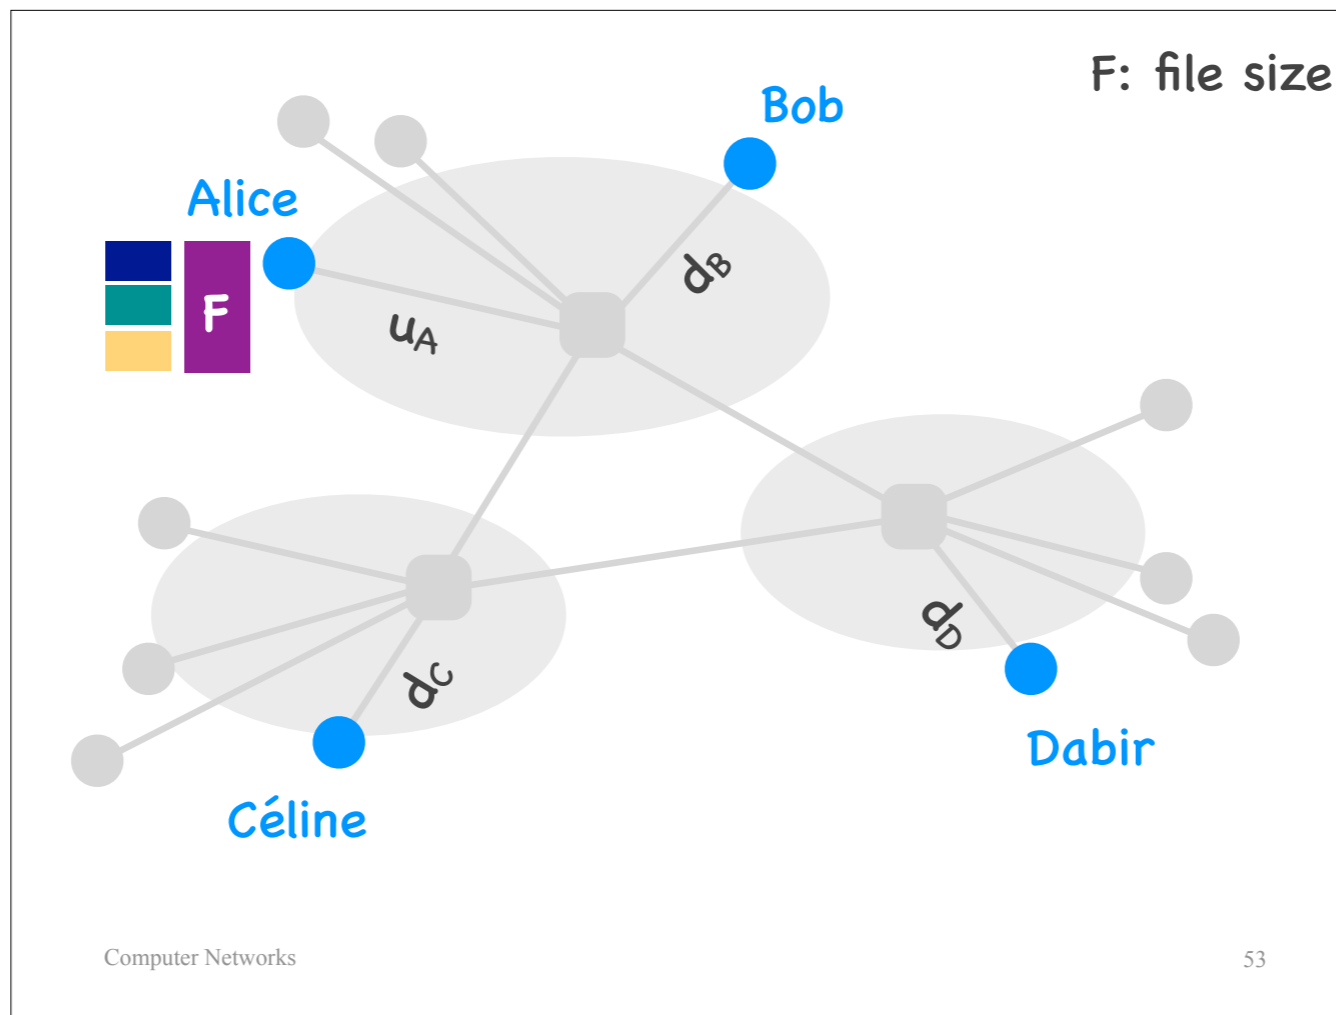 F: file size
Bob
Alice
F
dB
uA
dD
dC
Dabir
Céline
Computer Networks
53